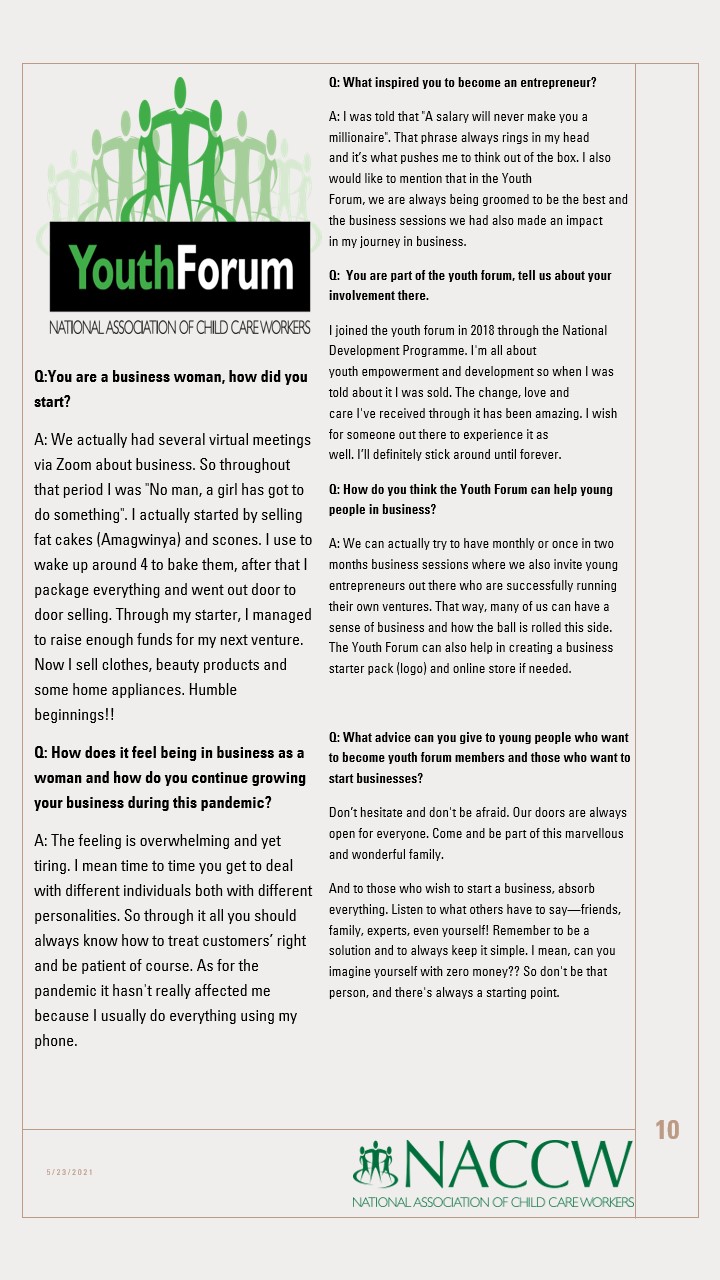 YouthForum
NATIONAL ASSOCIATION OF CHILD CARE WORKERS
Q:You are a business woman, how did you
start?
A: We actually had several virtual meetings
via Zoom about business. So throughout
that period I was "No man, a girl has got to
do something". I actually started by selling
fat cakes (Amagwinya) and scones. I use to
wake up around 4 to bake them, after that I
package everything and went out door to
door selling. Through my starter, I managed
to raise enough funds for my next venture.
Now I sell clothes, beauty products and
some home appliances. Humble
beginnings!!
Q: How does it feel being in business as a
woman and how do you continue growing
your business during this pandemic?
A: The feeling is overwhelming and yet
tiring. I mean time to time you get to deal
with different individuals both with different
personalities. So through it all you should
always know how to treat customers’ right
and be patient of course. As for the
pandemic it hasn't really affected me
because I usually do everything using my
phone.
Q: What inspired you to become an entrepreneur?
A: I was told that "A salary will never make you a
millionaire". That phrase always rings in my head
and it’s what pushes me to think out of the box. I also
would like to mention that in the Youth
Forum, we are always being groomed to be the best and
the business sessions we had also made an impact
in my journey in business.
Q: You are part of the youth forum, tell us about your
involvement there.
I joined the youth forum in 2018 through the National
Development Programme. I'm all about
youth empowerment and development so when I was
told about it I was sold. The change, love and
care I've received through it has been amazing. I wish
for someone out there to experience it as
well. I’ll definitely stick around until forever.
Q: How do you think the Youth Forum can help young
people in business?
A: We can actually try to have monthly or once in two
months business sessions where we also invite young
entrepreneurs out there who are successfully running
their own ventures. That way, many of us can have a
sense of business and how the ball is rolled this side.
The Youth Forum can also help in creating a business
starter pack (logo) and online store if needed.
Q: What advice can you give to young people who want
to become youth forum members and those who want to
start businesses?
Don’t hesitate and don't be afraid. Our doors are always
open for everyone. Come and be part of this marvellous
and wonderful family.
And to those who wish to start a business, absorb
everything. Listen to what others have to say—friends,
family, experts, even yourself! Remember to be a
solution and to always keep it simple. I mean, can you
imagine yourself with zero money?? So don't be that
person, and there's always a starting point.
10
5/23/2021
NACCW
NATIONAL ASSOCIATION OF CHILD CARE WORKERS